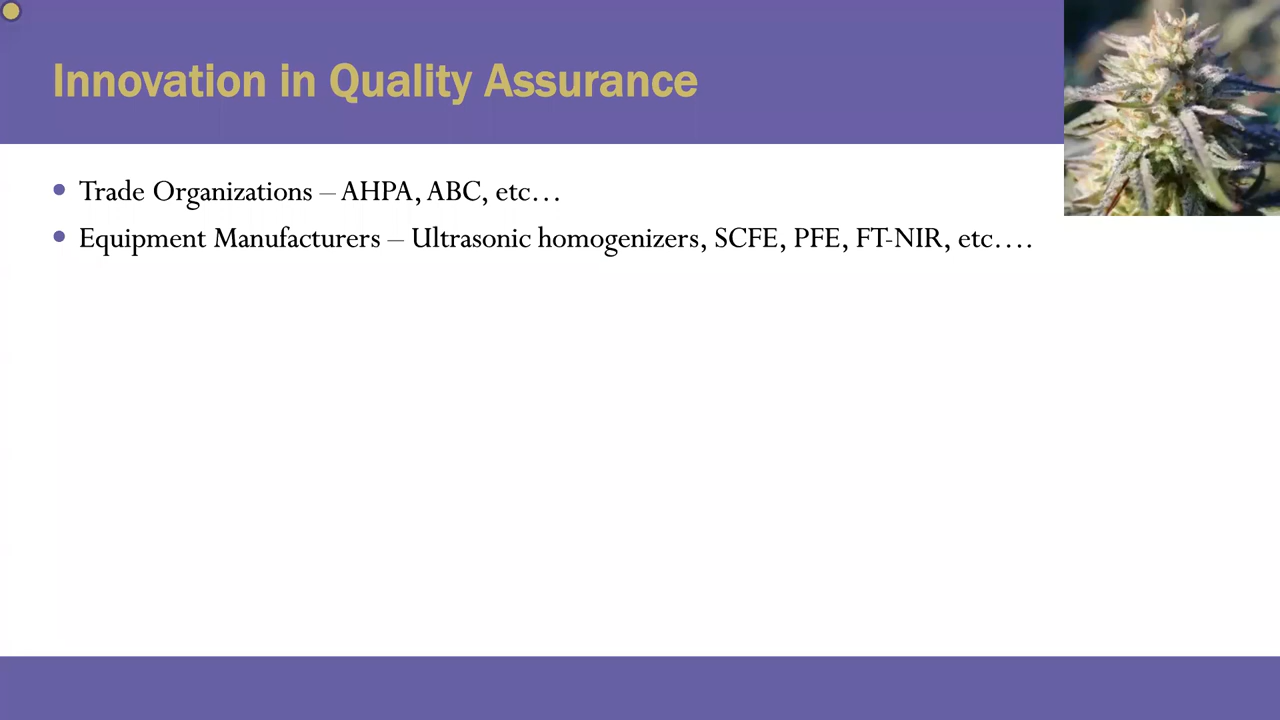 Innovation in Quality Assurance
• Trade Organizations – AHPA, ABC, etc…
• Equipment Manufacturers – Ultrasonic homogenizers, SCFE, PFE, FT-NIR, etc….